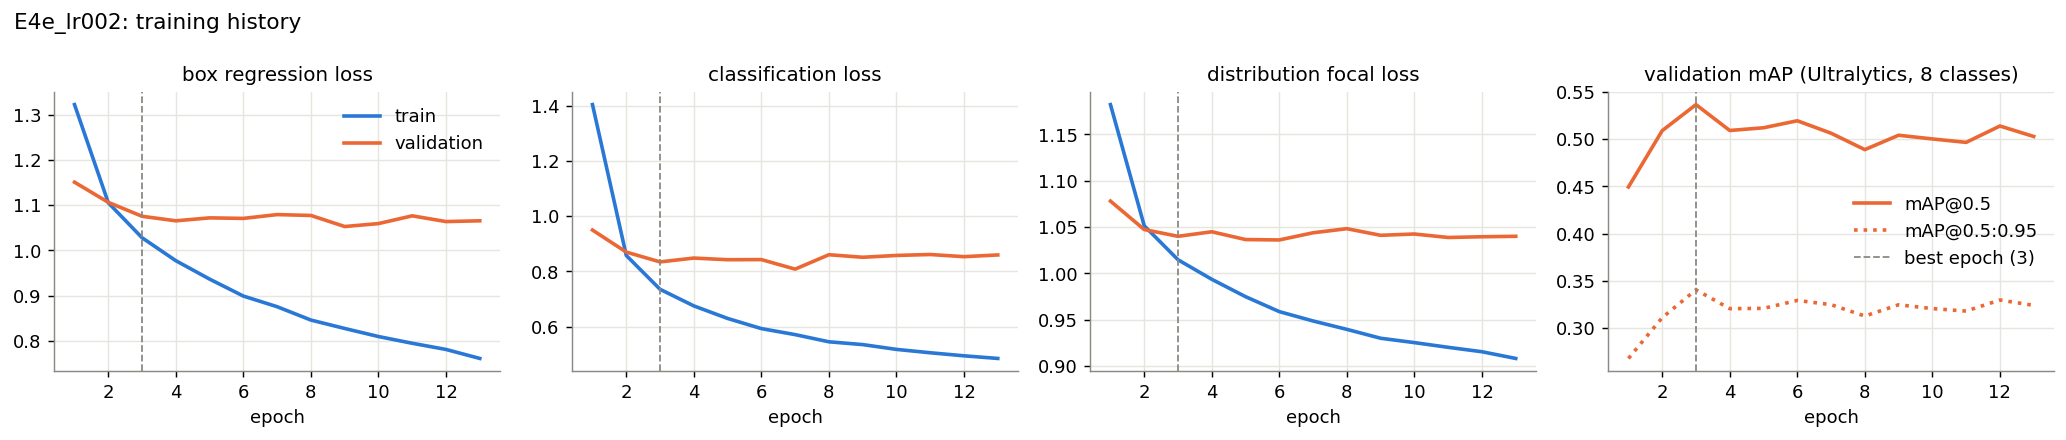 E4e_lr002: training history
box regression loss
1.3
1.2
1.1
1.0
0.9
0.8
train
validation
2 4 6 8 10 12
epoch
classification loss
1.4
1.2
1.0
0.8
0.6
2 4 6 8 10 12
epoch
distribution focal loss
1.15
1.10
1.05
1.00
0.95
0.90
2 4 6 8 10 12
epoch
validation mAP (Ultralytics, 8 classes)
0.55
0.50
0.45
0.40
0.35
0.30
mAP@0.5
mAP@0.5:0.95
best epoch (3)
2 4 6 8 10 12
epoch